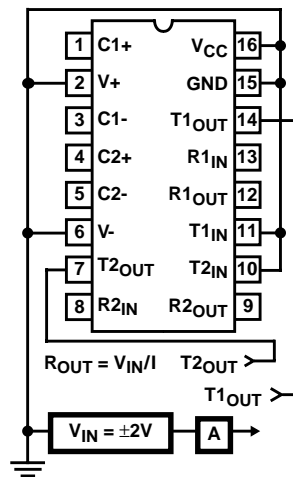 1 C1+ VCC 16
2 V+ GND 15
3 C1- T1OUT 14
4 C2+ R1IN 13
5 C2- R1OUT 12
6 V- T1IN 11
7 T2OUT T2IN 10
8 R2IN R2OUT 9
ROUT = VIN/I T2OUT
T1OUT
VIN = ±2V A